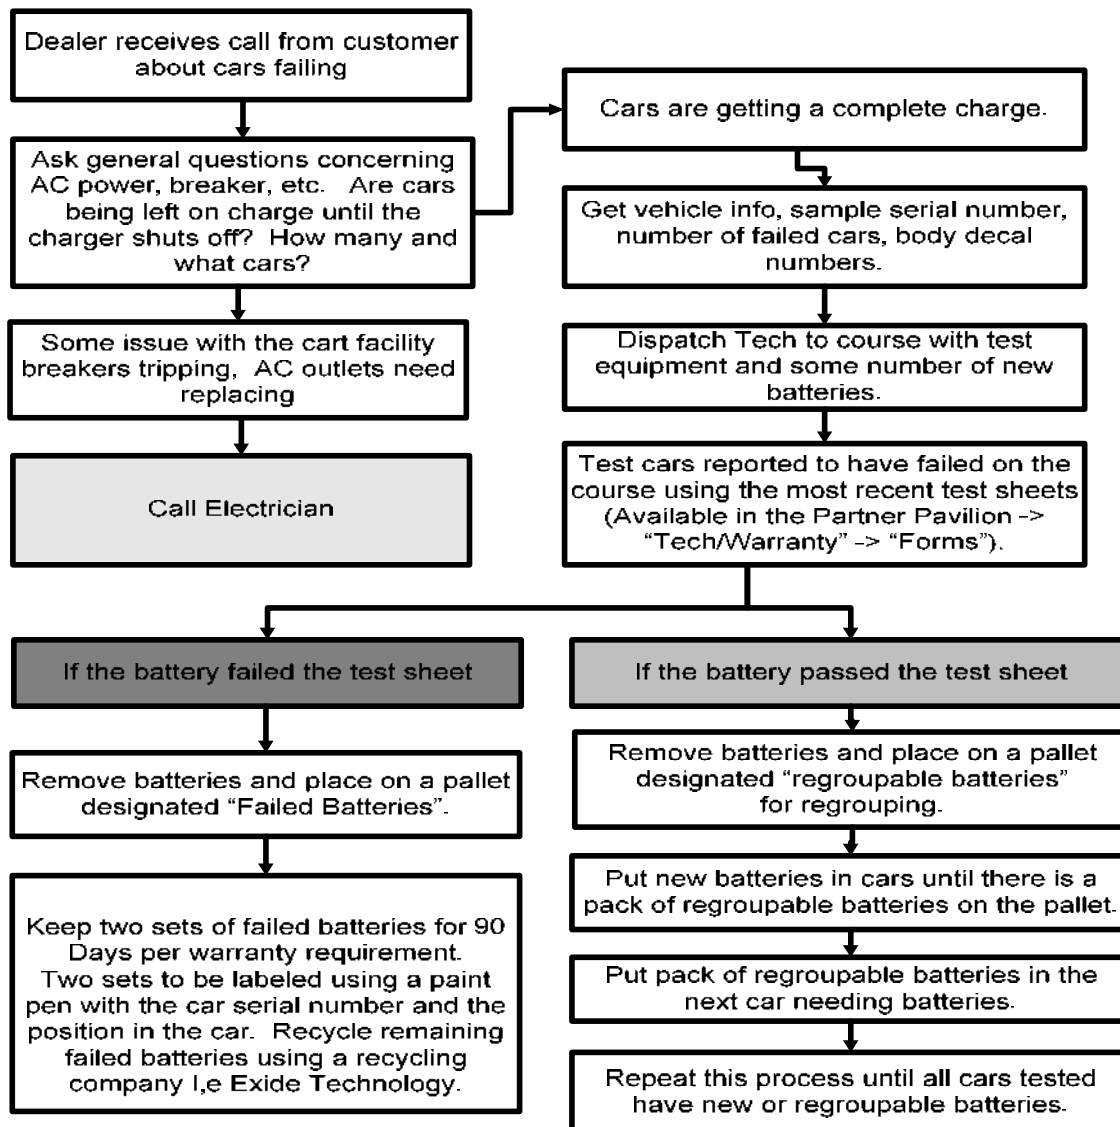 Dealer receives call from customer
about cars failing
Ask general questions concerning
AC power, breaker, etc. Are cars
being left on charge until the
charger shuts off? How many and
what cars?
Some issue with the cart facility
breakers tripping, AC outlets need
replacing
Call Electrician
Cars are getting a complete charge.
Get vehicle info, sample serial number,
number of failed cars, body decal
numbers.
Dispatch Tech to course with test
equipment and some number of new
batteries.
Test cars reported to have failed on the
course using the most recent test sheets
(Available in the Partner Pavilion ->
“Tech/Warranty” -> “Forms”).
If the battery failed the test sheet
Remove batteries and place on a pallet
designated “Failed Batteries”.
Keep two sets of failed batteries for 90
Days per warranty requirement.
Two sets to be labeled using a paint
pen with the car serial number and the
position in the car. Recycle remaining
failed batteries using a recycling
company I,e Exide Technology.
If the battery passed the test sheet
Remove batteries and place on a pallet
designated “regroupable batteries”
for regrouping.
Put new batteries in cars until there is a
pack of regroupable batteries on the pallet.
Put pack of regroupable batteries in the
next car needing batteries.
Repeat this process until all cars tested
have new or regroupable batteries.